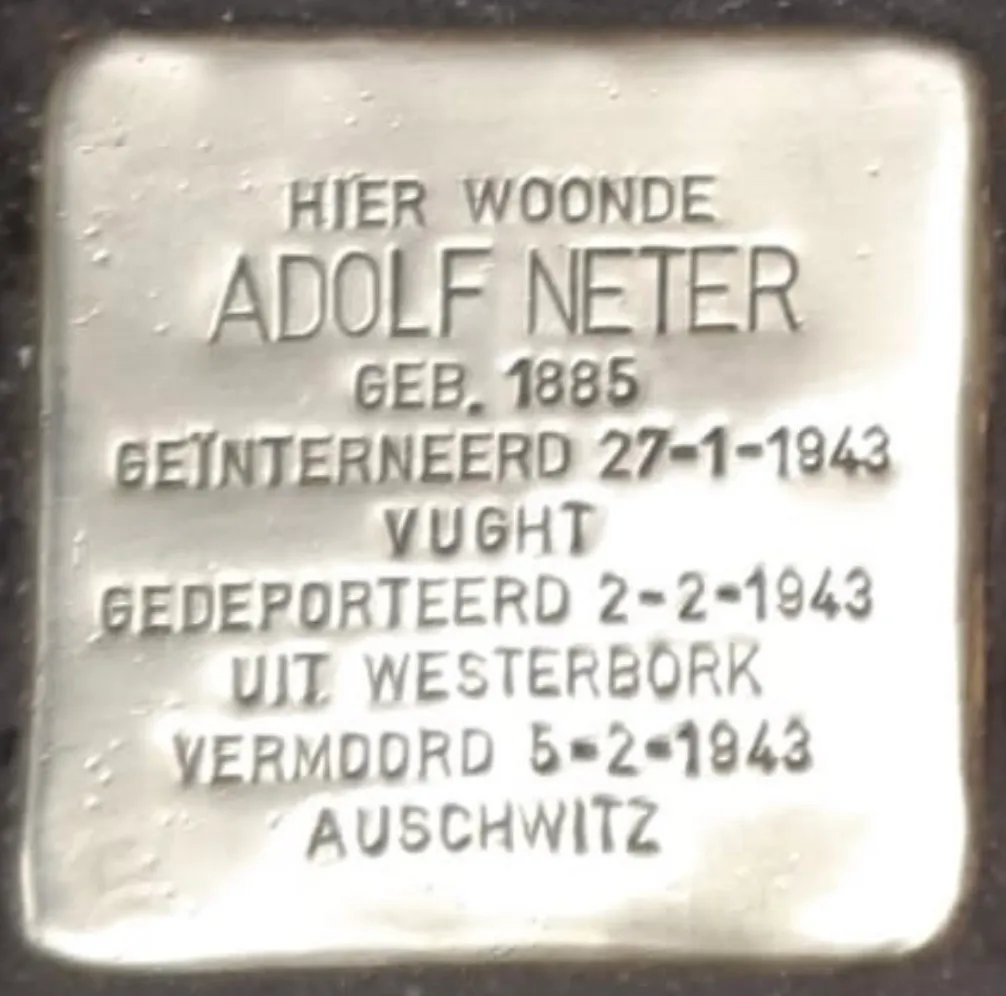 HIER WOONDE
ADOLF NETER
GEB. 1885
GEÏNTERNEERD 27-1-1943
VUGHT
GEDEPORTEERD 2-2-1943
UIT WESTERBORK
VERMOORD 5-2-1943
AUSCHWITZ